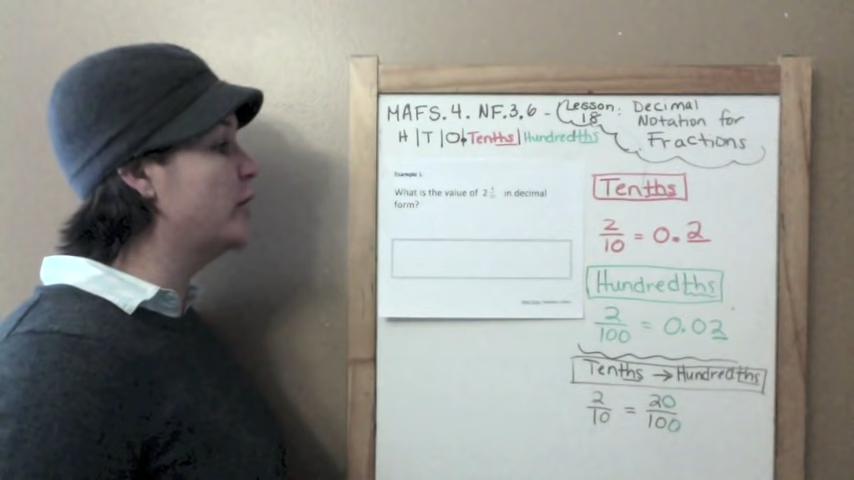 MAFS.4.NF.3.6 - Lesson 18: Decimal Notation for Fractions
H | T | O . Tenths | Hundredths
Example 1
What is the value of 2 in decimal
form?
Tenths
2/10 = 0.2
Hundredths
2/100 = 0.02
Tenths → Hundredths
2/10 = 20/100